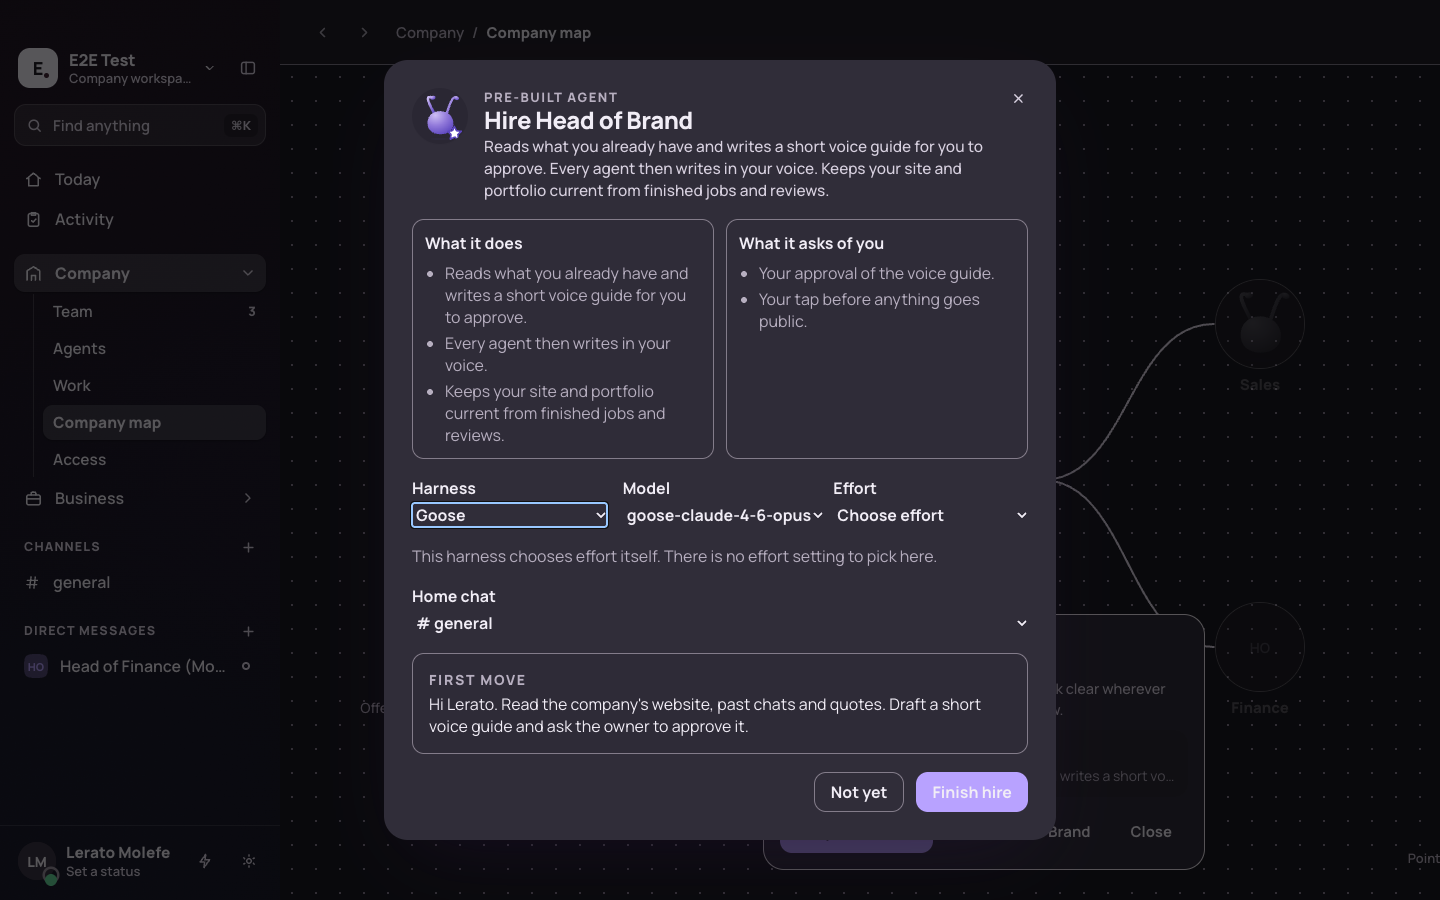 E.
E2E Test
Company workspa...
Find anything
⌘K
Today
Activity
Company
Team
3
Agents
Work
Company map
Access
Business
CHANNELS
# general
DIRECT MESSAGES
HO
Head of Finance (Mo...
LM
Lerato Molefe
Set a status
Company / Company map
PRE-BUILT AGENT
Hire Head of Brand
Reads what you already have and writes a short voice guide for you to
approve. Every agent then writes in your voice. Keeps your site and
portfolio current from finished jobs and reviews.
What it does
Reads what you already have and
writes a short voice guide for you
to approve.
Every agent then writes in your
voice.
Keeps your site and portfolio
current from finished jobs and
reviews.
What it asks of you
Your approval of the voice guide.
Your tap before anything goes
public.
Harness
Model
Effort
Goose
goose-claude-4-6-opus
Choose effort
This harness chooses effort itself. There is no effort setting to pick here.
Home chat
# general
FIRST MOVE
Hi Lerato. Read the company's website, past chats and quotes. Draft a short
voice guide and ask the owner to approve it.
Not yet
Finish hire
Sales
HO
Finance
clear wherever
writes a short vo...
Brand
Close
Point